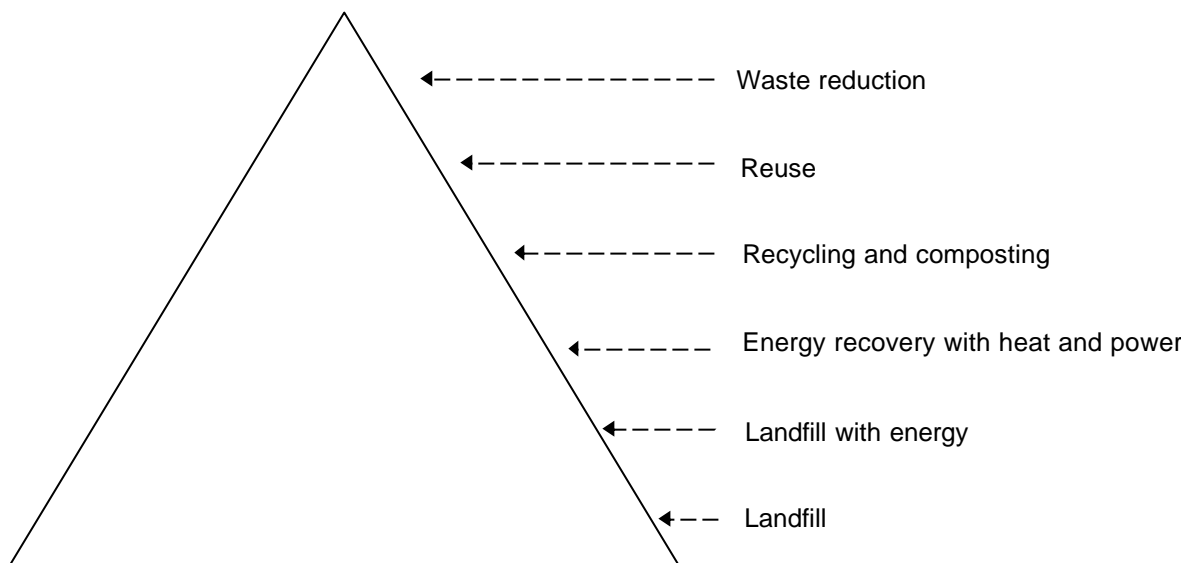 Waste reduction
Reuse
Recycling and composting
Energy recovery with heat and power
Landfill with energy
Landfill